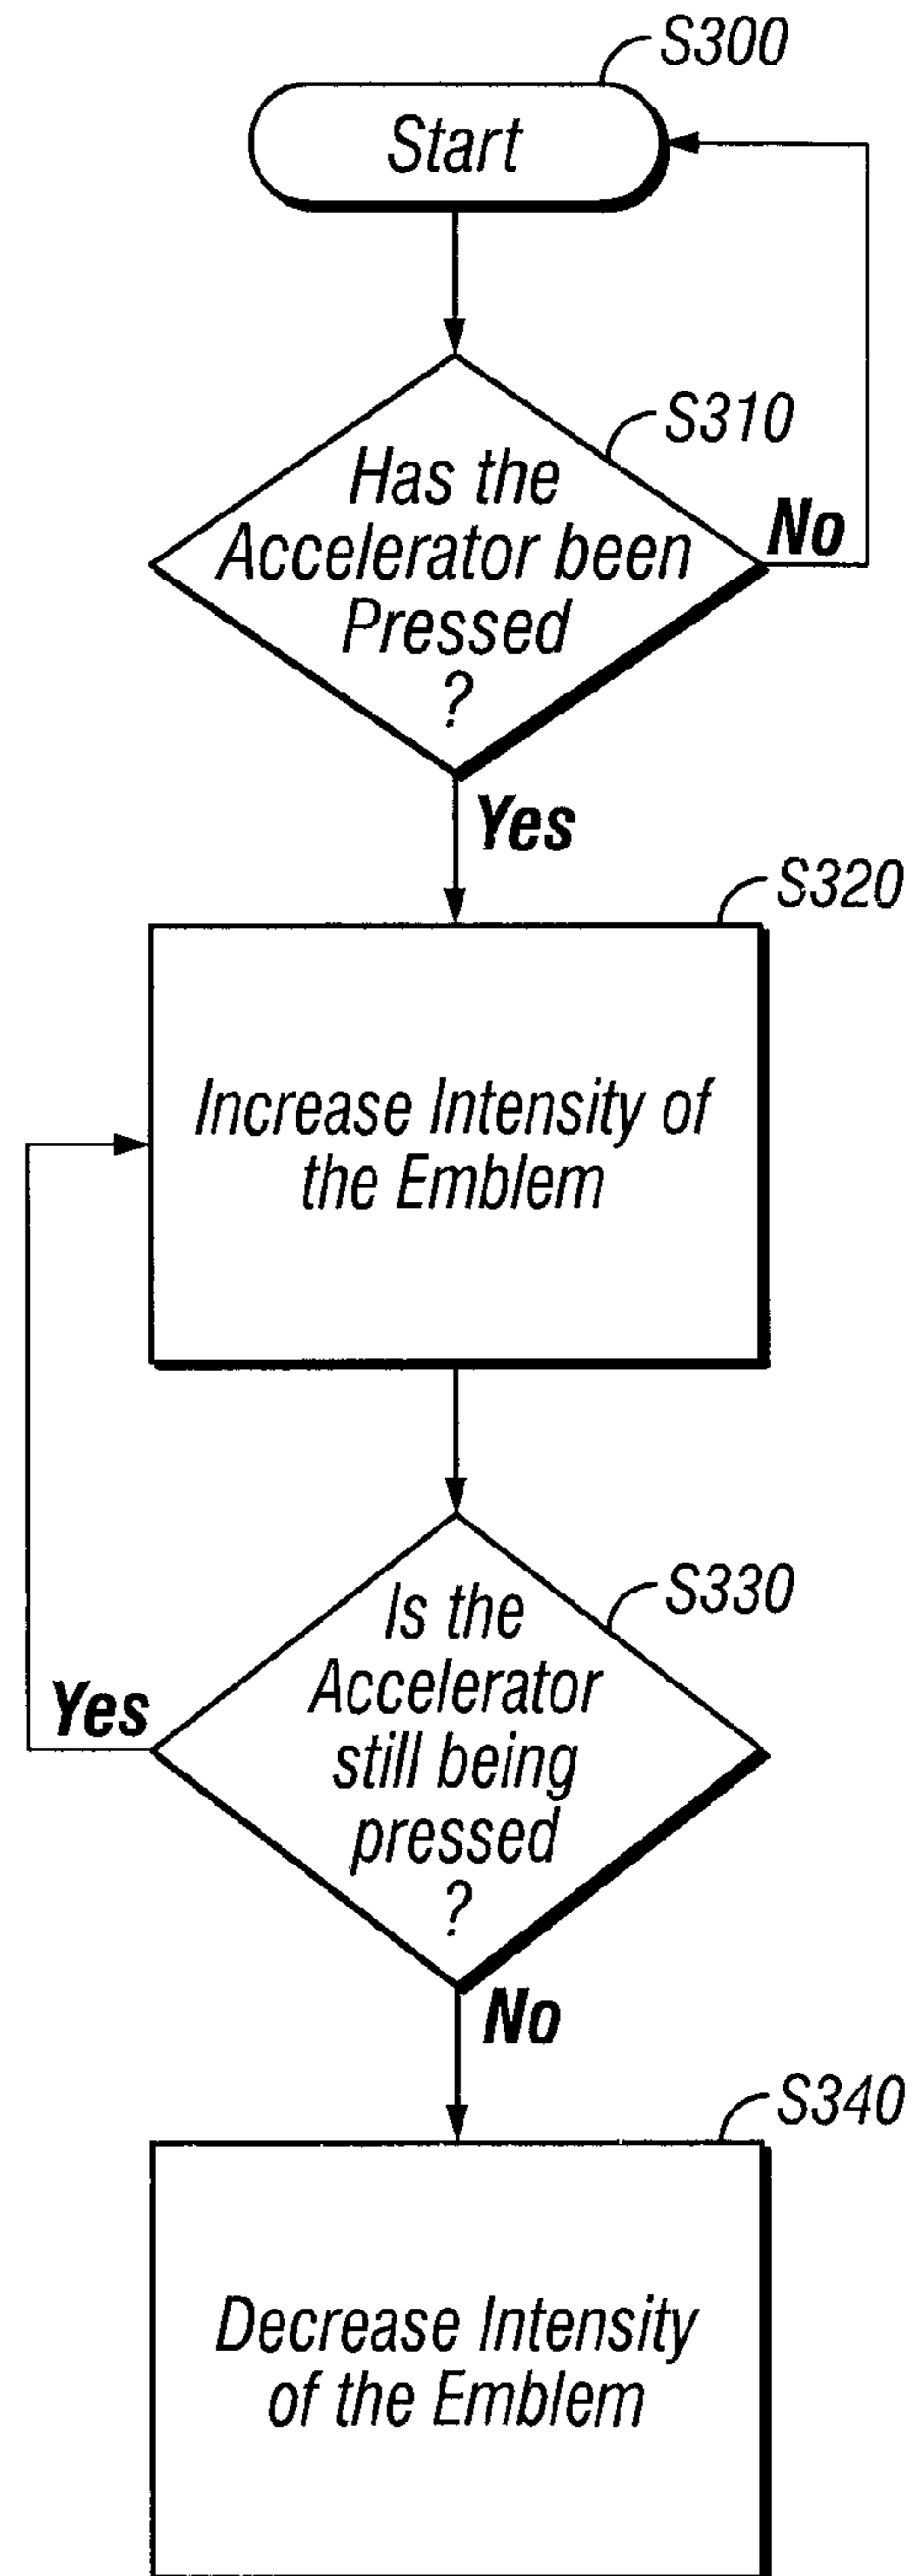 S300
Start
S310
Has the
Accelerator been
Pressed
?
No
Yes
S320
Increase Intensity of
the Emblem
S330
Is the
Accelerator
still being
pressed
?
Yes
No
S340
Decrease Intensity
of the Emblem